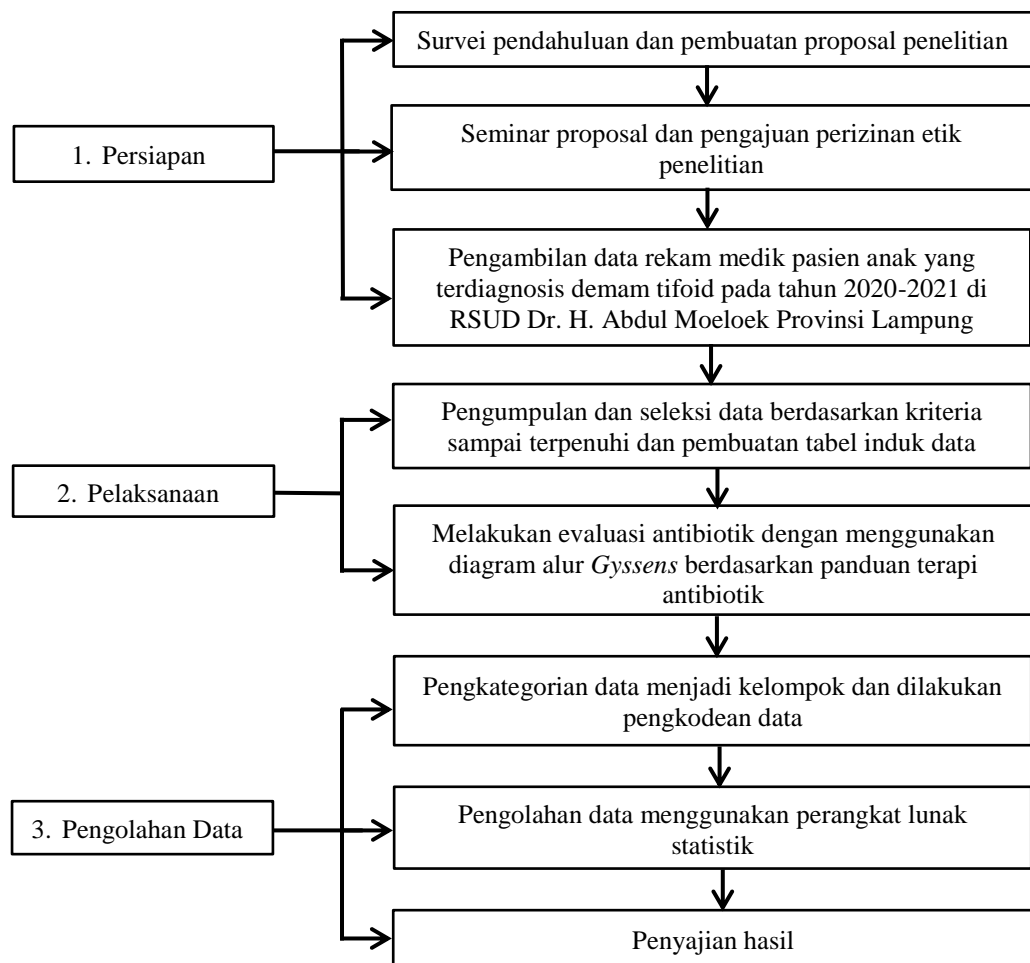 Survei pendahuluan dan pembuatan proposal penelitian
1. Persiapan
Seminar proposal dan pengajuan perizinan etik
penelitian
Pengambilan data rekam medik pasien anak yang
terdiagnosis demam tifoid pada tahun 2020-2021 di
RSUD Dr. H. Abdul Moeloek Provinsi Lampung
2. Pelaksanaan
Pengumpulan dan seleksi data berdasarkan kriteria
sampai terpenuhi dan pembuatan tabel induk data
Melakukan evaluasi antibiotik dengan menggunakan
diagram alur Gyssens berdasarkan panduan terapi
antibiotik
3. Pengolahan Data
Pengkategorian data menjadi kelompok dan dilakukan
pengkodean data
Pengolahan data menggunakan perangkat lunak
statistik
Penyajian hasil